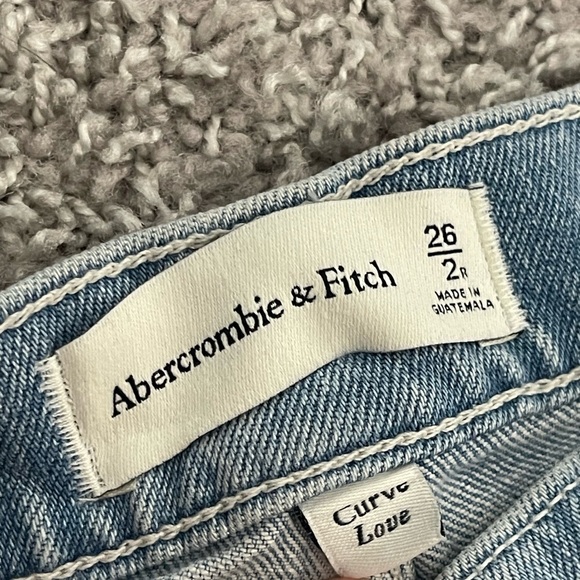 Abercrombie & Fitch
26
2R
MADE IN
GUATEMALA
Curve
Love